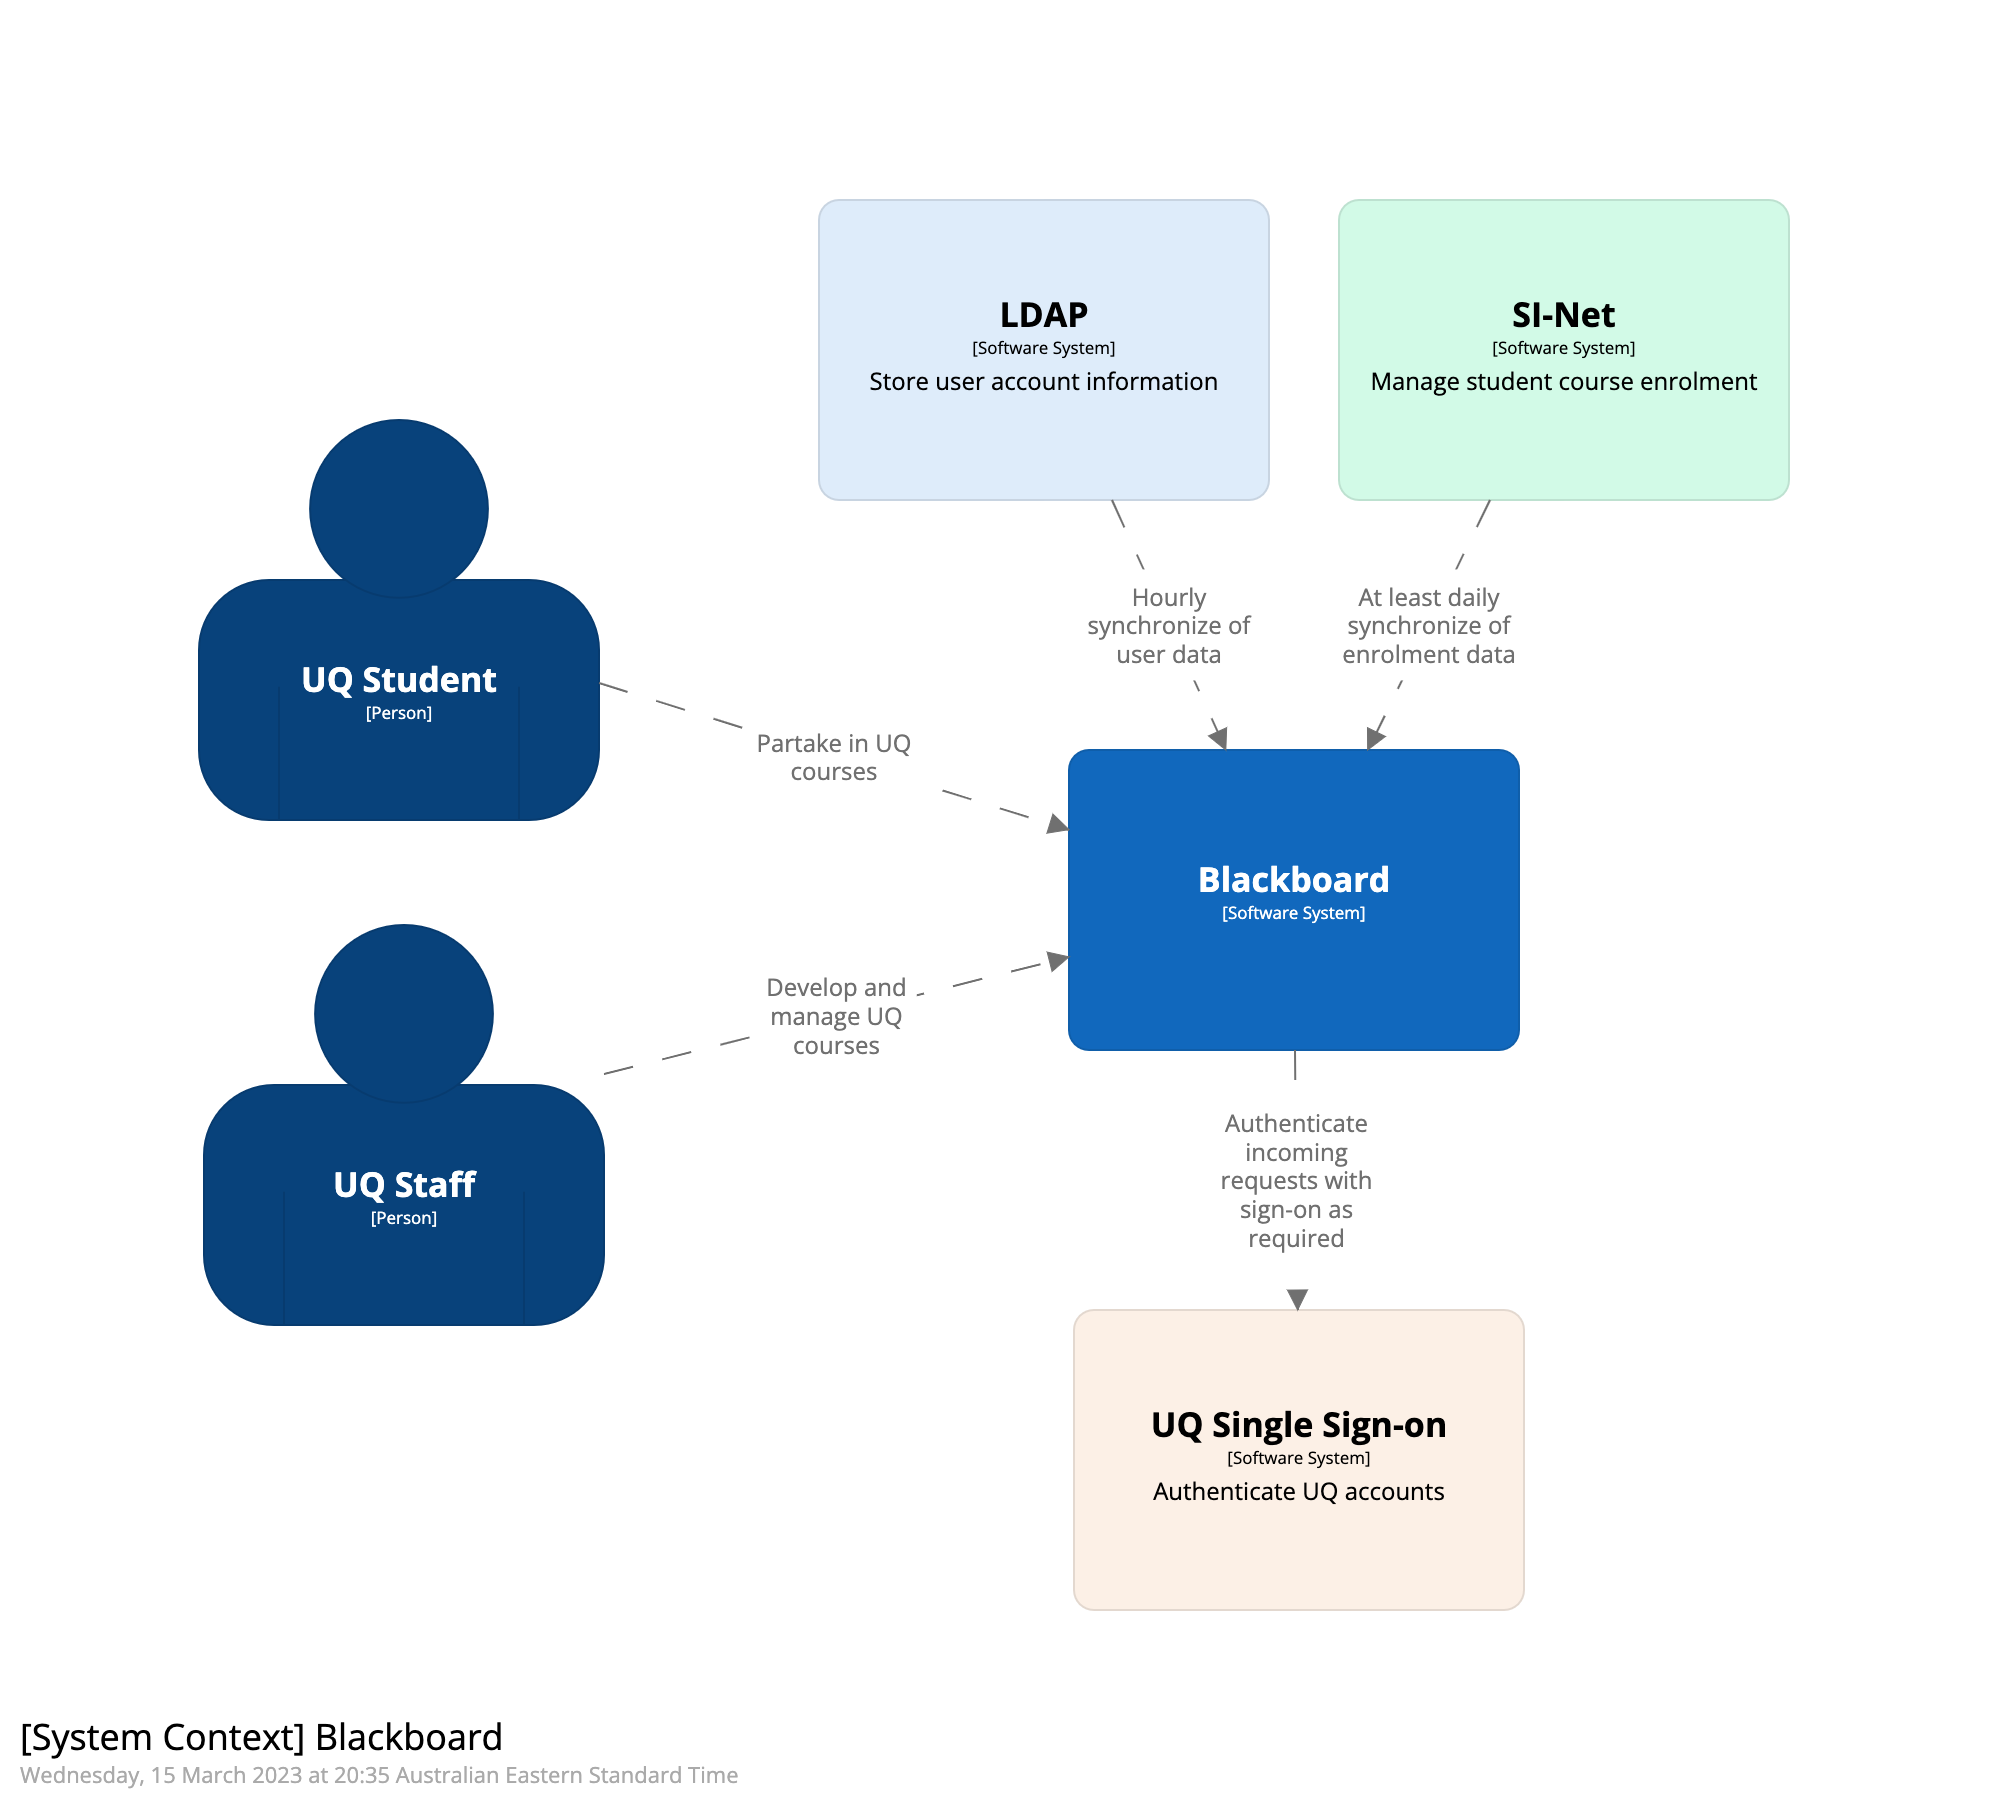 LDAP
[Software System]
Store user account information
SI-Net
[Software System]
Manage student course enrolment
Hourly
synchronize of
user data
At least daily
synchronize of
enrolment data
UQ Student
[Person]
Partake in UQ
courses
Blackboard
[Software System]
Develop and
manage UQ
courses
UQ Staff
[Person]
Authenticate
incoming
requests with
sign-on as
required
UQ Single Sign-on
[Software System]
Authenticate UQ accounts
[System Context] Blackboard
Wednesday, 15 March 2023 at 20:35 Australian Eastern Standard Time